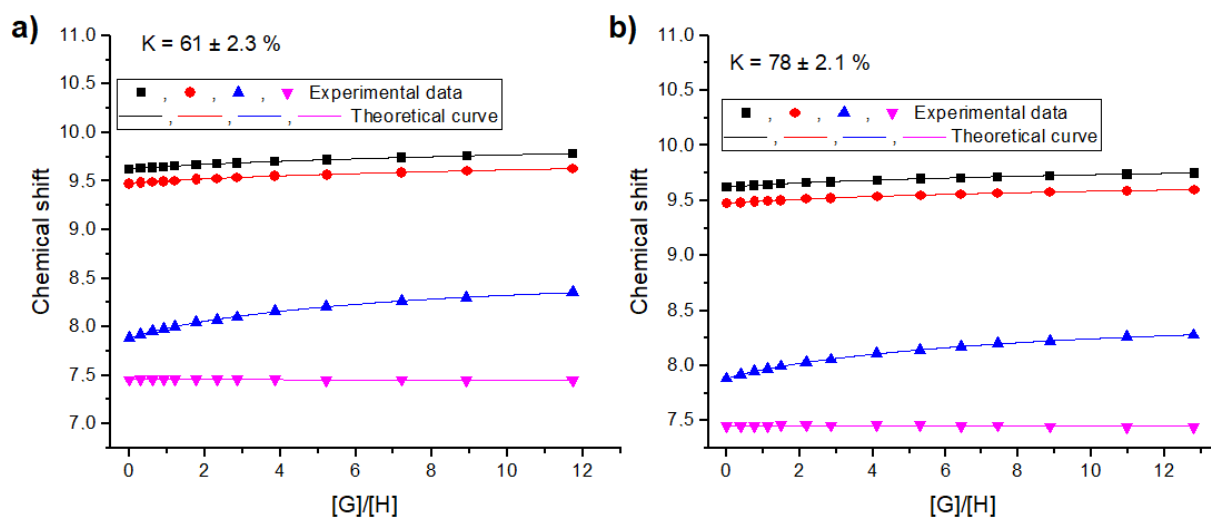 a)
K = 61 ± 2.3 %
, , , Experimental data
, , , Theoretical curve
11.0
10.5
10.0
9.5
9.0
8.5
8.0
7.5
7.0
Chemical shift
0 2 4 6 8 10 12
[G]/[H]
b)
K = 78 ± 2.1 %
, , , Experimental data
, , , Theoretical curve
11.0
10.5
10.0
9.5
9.0
8.5
8.0
7.5
Chemical shift
0 2 4 6 8 10 12
[G]/[H]